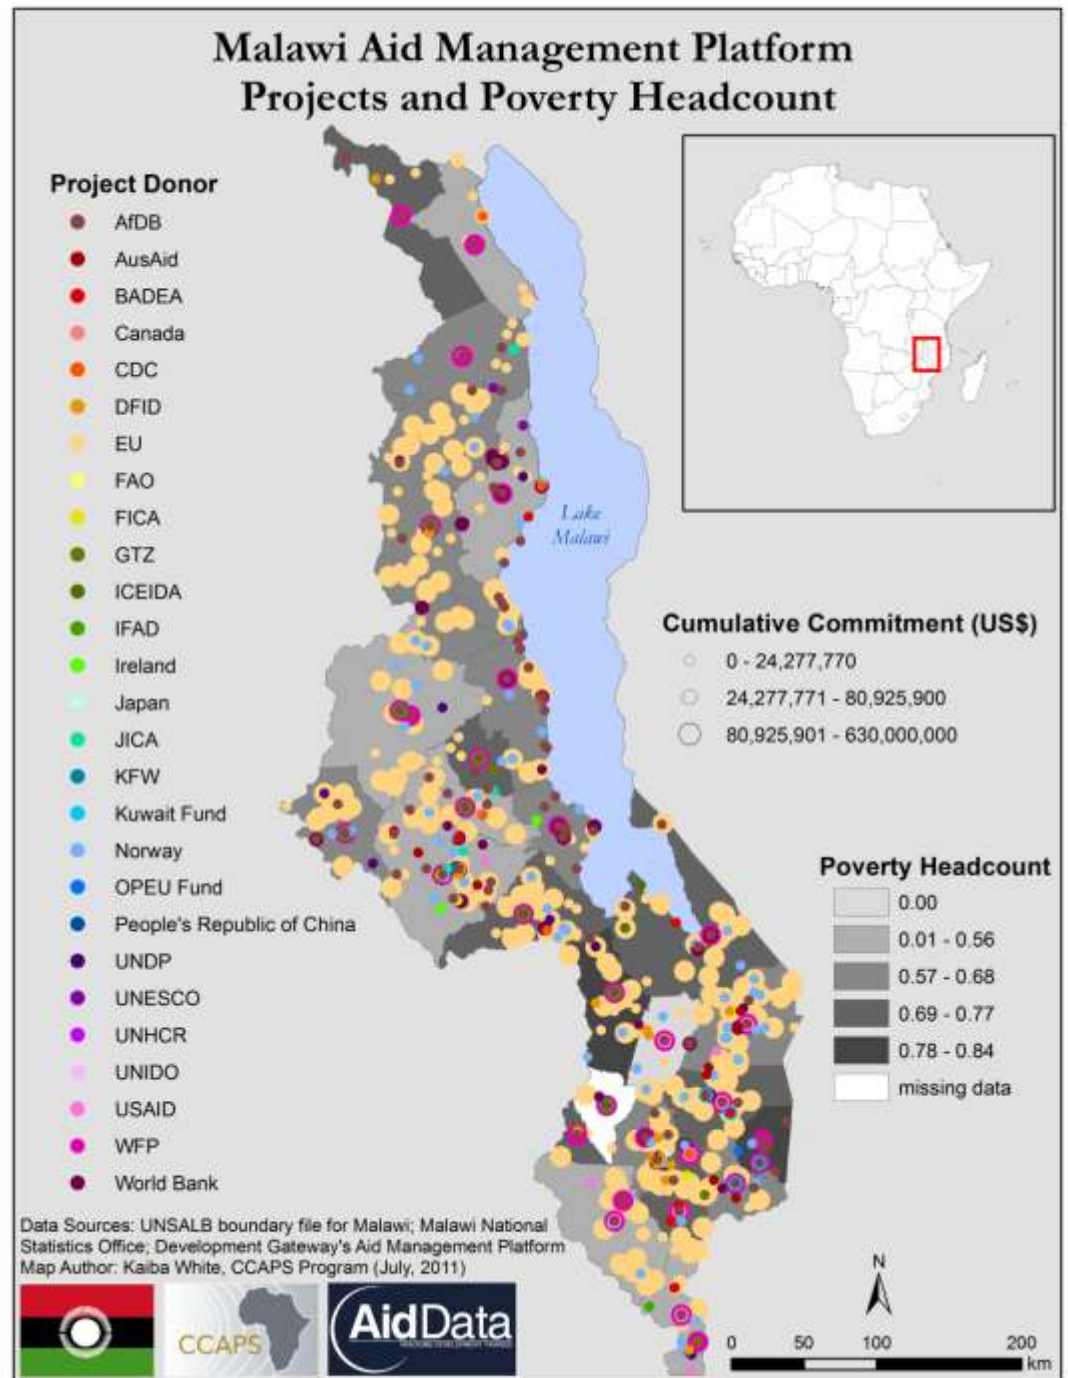 Malawi Aid Management Platform
Projects and Poverty Headcount
Project Donor
AfDB
AusAid
BADEA
Canada
CDC
DFID
EU
FAO
FICA
GTZ
ICEIDA
IFAD
Ireland
Japan
JICA
KFW
Kuwait Fund
Norway
OPEU Fund
People's Republic of China
UNDP
UNESCO
UNHCR
UNIDO
USAID
WFP
World Bank
Lake
Malawi
Cumulative Commitment (US$)
0 - 24,277,770
24,277,771 - 80,925,900
80,925,901 - 630,000,000
Poverty Headcount
0.00
0.01 - 0.56
0.57 - 0.68
0.69 - 0.77
0.78 - 0.84
missing data
Data Sources: UNSALB boundary file for Malawi; Malawi National
Statistics Office; Development Gateway's Aid Management Platform
Map Author: Kaiba White, CCAPS Program (July, 2011)
CCAPS
AidData
N
0 50 100 200
km